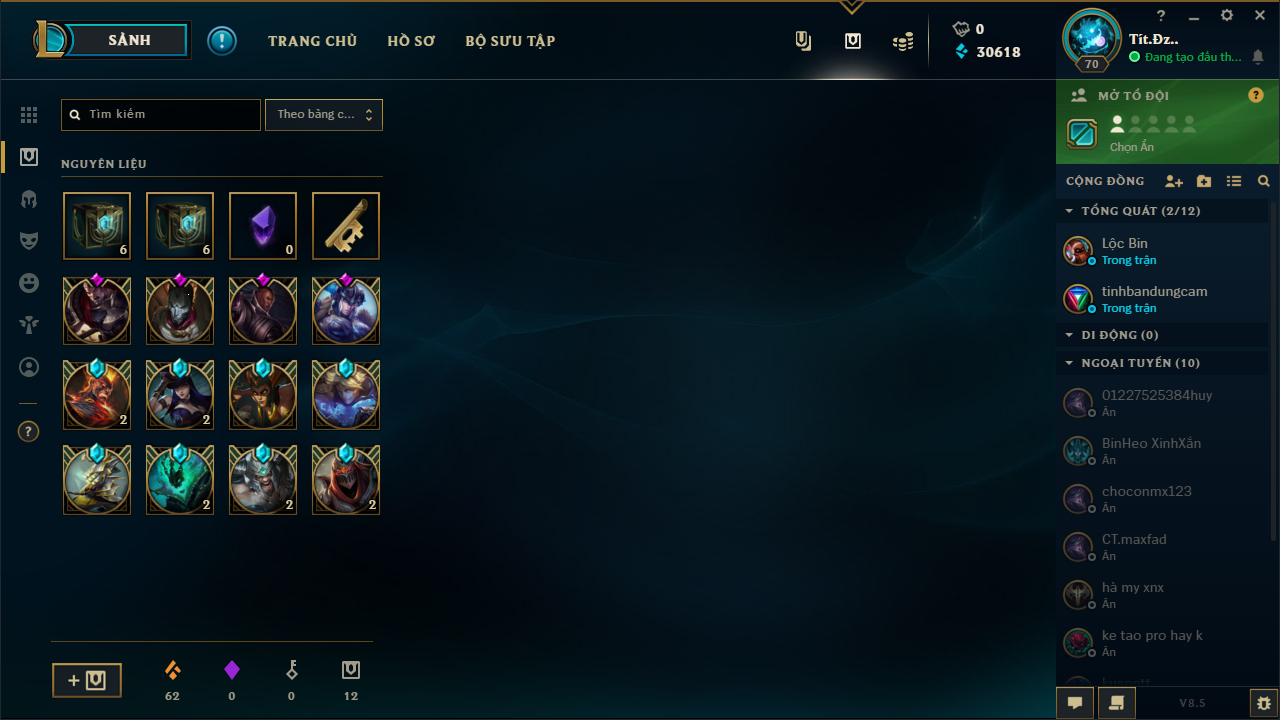 SẢNH
TRANG CHỦ
HỒ SƠ
BỘ SƯU TẬP
0
30618
70
Tít.Đz..
Đang tạo đấu th...
MỞ TỔ ĐỘI
Chọn Ẩn
Tìm kiếm
Theo bảng c...
NGUYÊN LIỆU
6
6
0
2
2
2
2
2
CỘNG ĐỒNG
TỔNG QUÁT (2/12)
Lộc Bin
Trong trận
tinhbandungcam
Trong trận
DI ĐỘNG (0)
NGOẠI TUYẾN (10)
01227525384huy
Ẩn
BinHeo XinhXắn
Ẩn
choconmx123
Ẩn
CT.maxfad
Ẩn
hà my xnx
Ẩn
ke tao pro hay k
Ẩn
62
0
0
12
V8.5